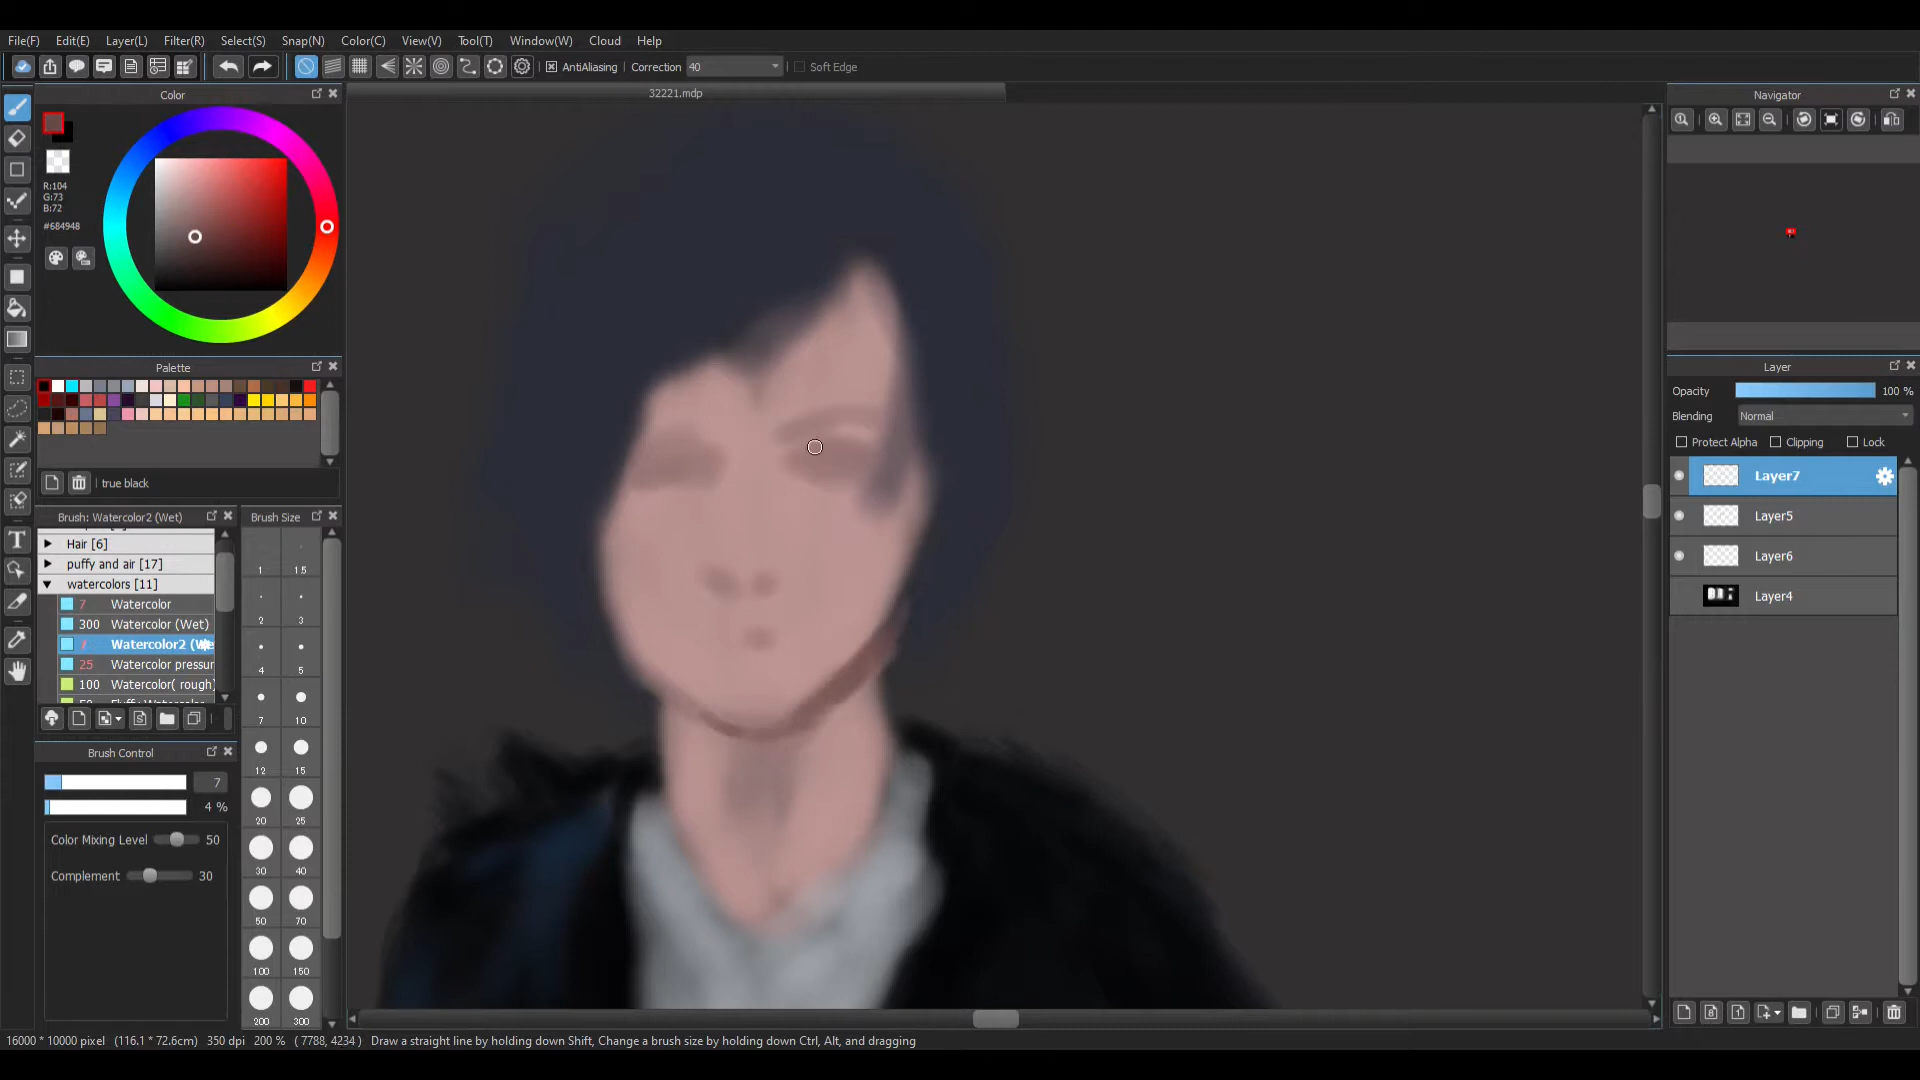 File(F) Edit(E) Layer(L) Filter(R) Select(S) Snap(N) Color(C) View(V) Tool(T) Window(W) Cloud Help
AntiAliasing Correction 40 Soft Edge
Color
32221.mdp
Navigator
R:104
G:73
B:72
#684948
Palette
true black
Layer
Opacity 100 %
Blending Normal
Protect Alpha Clipping Lock
Layer7
Layer5
Layer6
Layer4
Brush: Watercolor2 (Wet)
Hair [6]
puffy and air [17]
watercolors [11]
7 Watercolor
300 Watercolor (Wet)
Watercolor2 (We
25 Watercolor pressur
100 Watercolor( rough)
Brush Size
1 1.5
2 3
4 5
7 10
12 15
20 25
30 40
50 70
100 150
200 300
Brush Control
7
4 %
Color Mixing Level 50
Complement 30
16000 * 10000 pixel (116.1 * 72.6cm) 350 dpi 200 % ( 7788, 4234 ) Draw a straight line by holding down Shift, Change a brush size by holding down Ctrl, Alt, and dragging